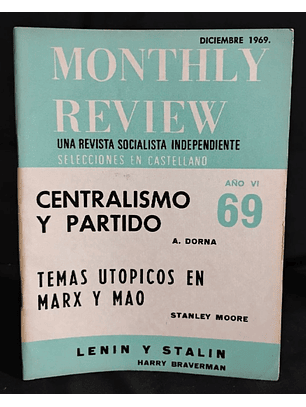 DICIEMBRE 1969.
MONTHLY
REVIEW
UNA REVISTA SOCIALISTA INDEPENDIENTE
SELECCIONES EN CASTELLANO
CENTRALISMO
Y PARTIDO
A. DORNA
AÑO VI
69
TEMAS UTOPICOS EN
MARX Y MAO
STANLEY MOORE
LENIN Y STALIN
HARRY BRAVERMAN